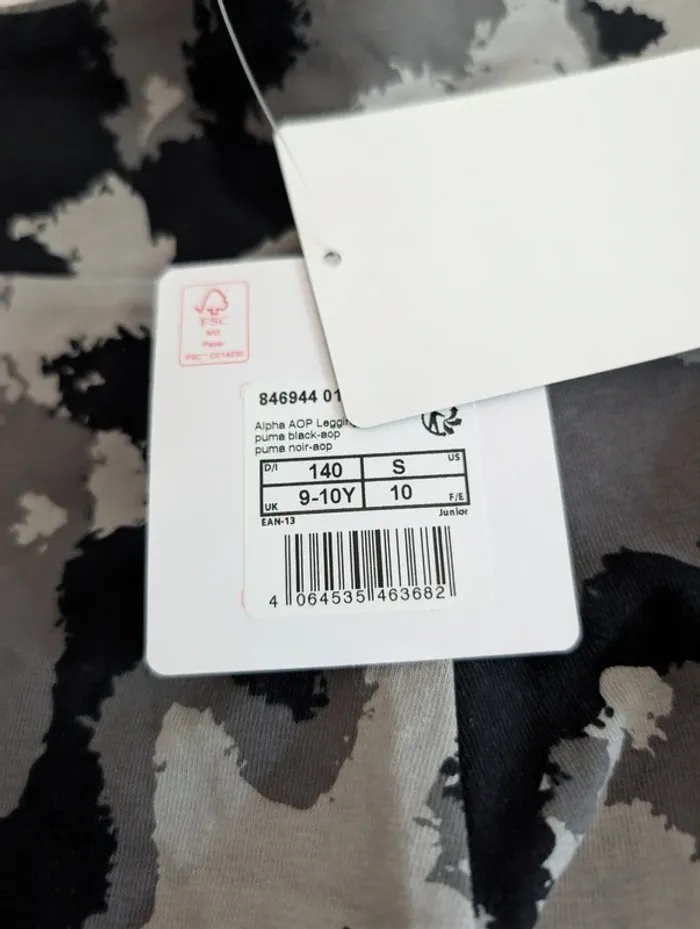 FSC
MIX
Paper
846944 01
Alpha AOP Leggin
puma black-aop
puma noir-aop
D/I 140 S US
UK 9-10Y 10 F/E
EAN-13 Junior
4 064535 463682